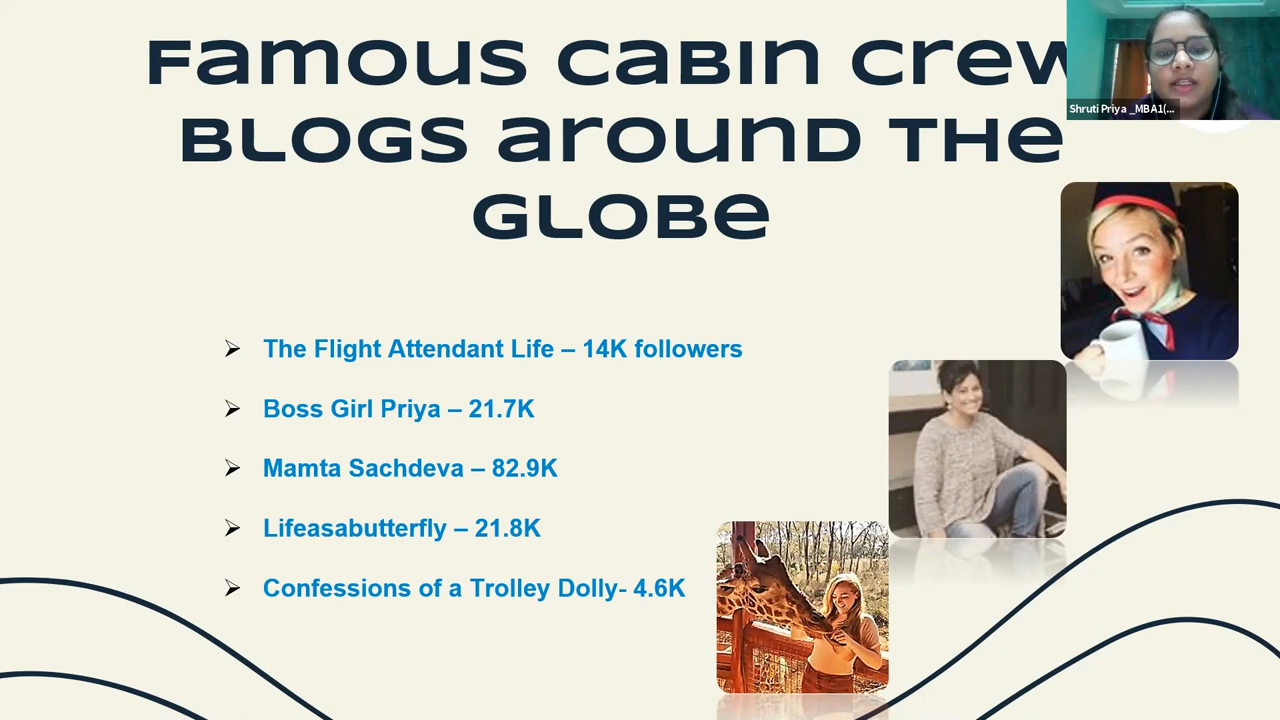 Famous Cabin Crew
Blogs around the
Globe
Shruti Priya _MBA1(...
The Flight Attendant Life – 14K followers
Boss Girl Priya – 21.7K
Mamta Sachdeva – 82.9K
Lifeasabutterfly – 21.8K
Confessions of a Trolley Dolly- 4.6K